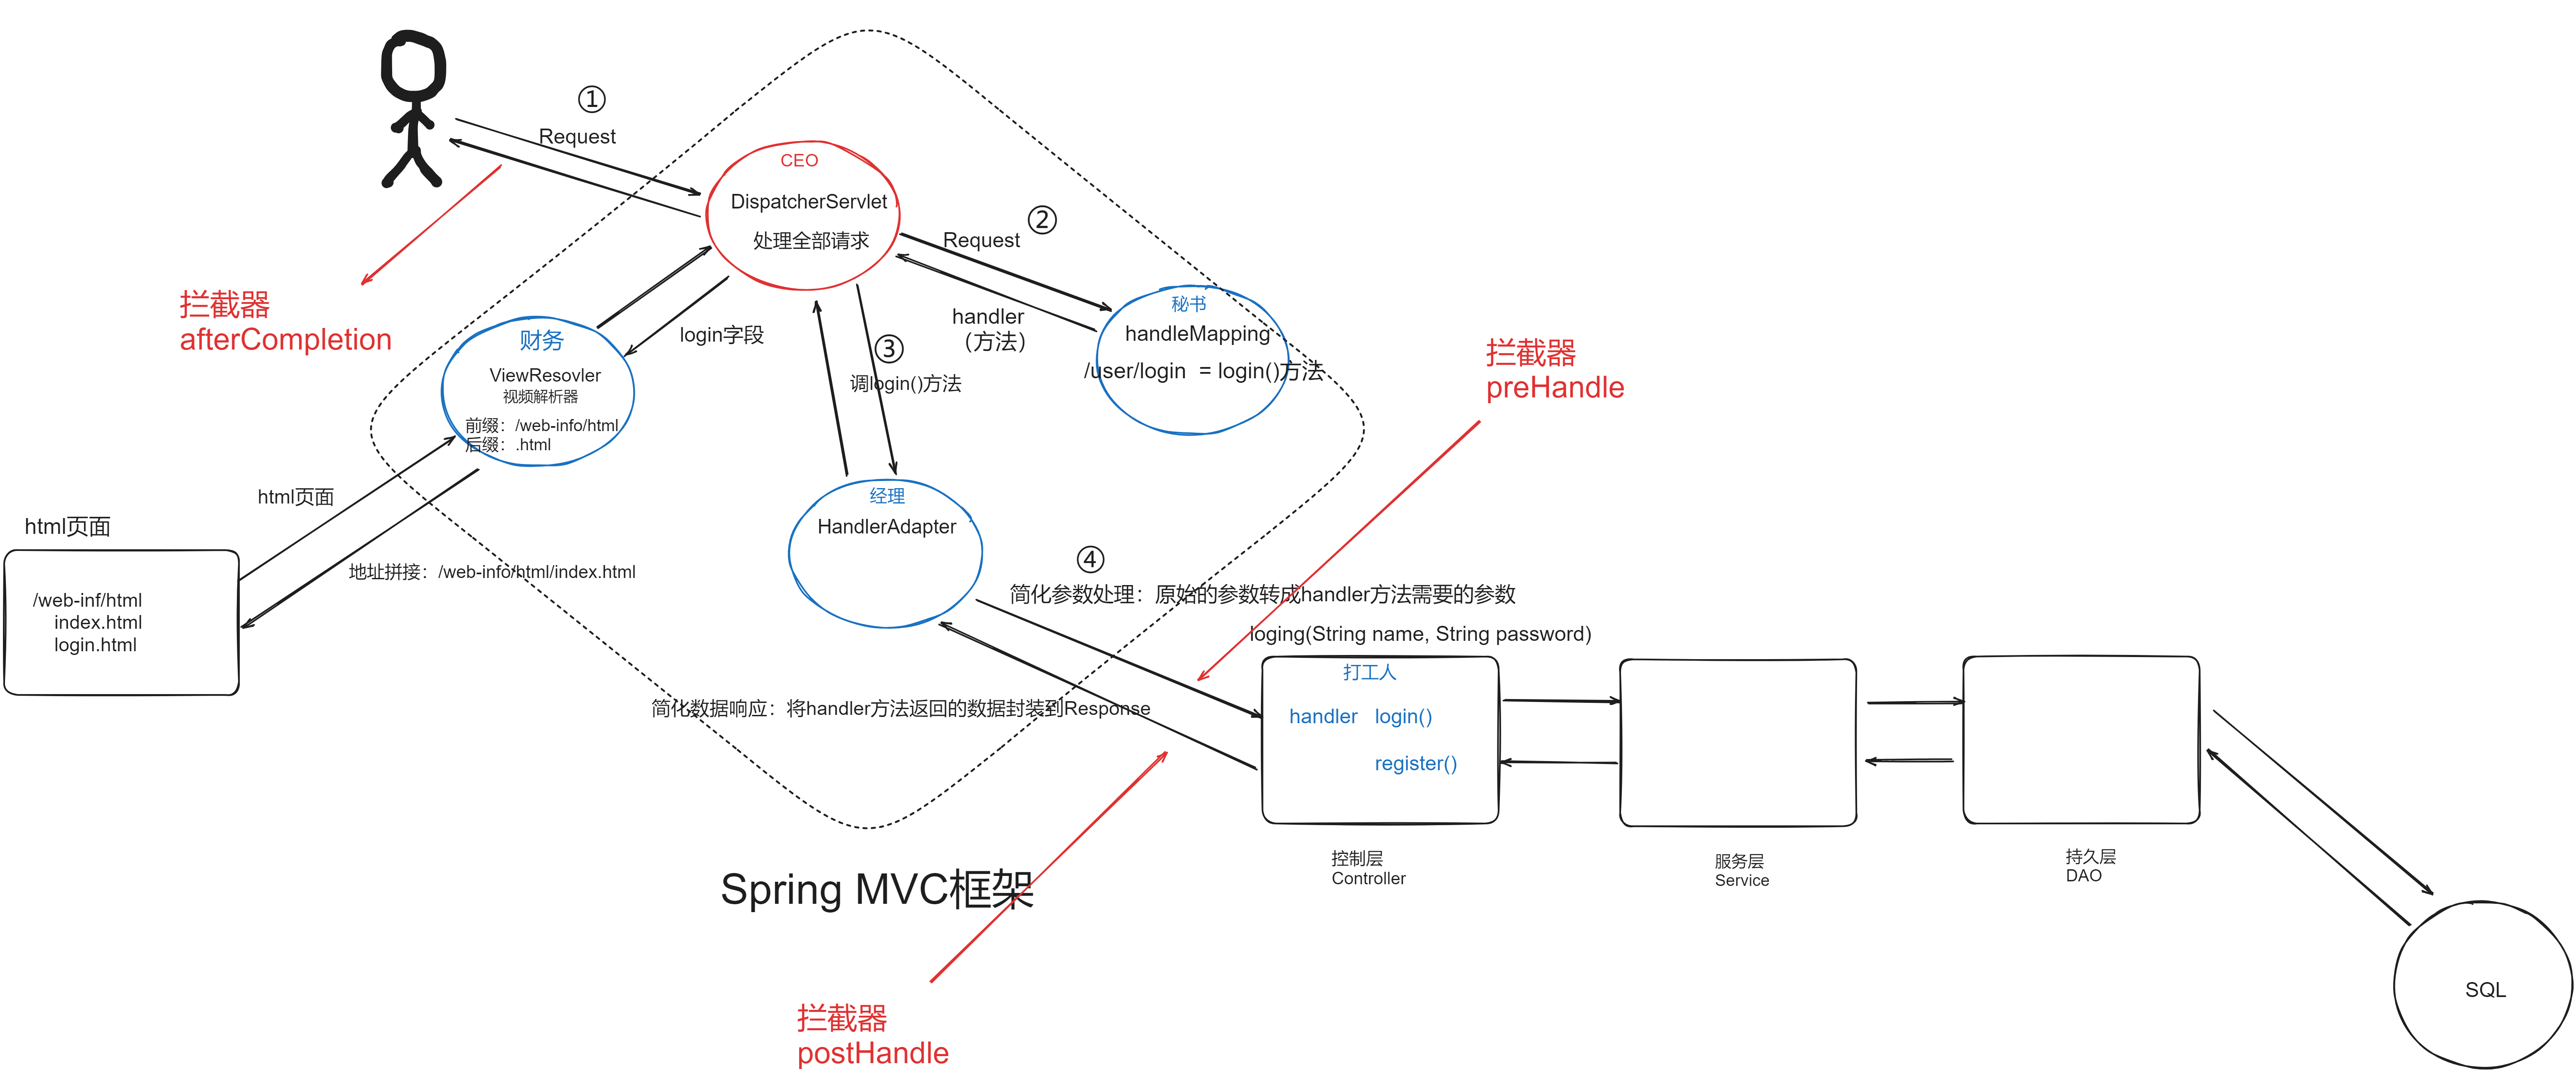 ①
Request
CEO
DispatcherServlet
处理全部请求
②
Request
handler
（方法）
秘书
handleMapping
/user/login = login()方法
拦截器
afterCompletion
login字段
③
调login()方法
财务
ViewResovler
视频解析器
前缀：/web-info/html
后缀：.html
拦截器
preHandle
html页面
html页面
/web-inf/html
index.html
login.html
地址拼接：/web-info/html/index.html
经理
HandlerAdapter
④
简化参数处理：原始的参数转成handler方法需要的参数
loging(String name, String password)
简化数据响应：将handler方法返回的数据封装到Response
打工人
handler login()
register()
控制层
Controller
服务层
Service
持久层
DAO
Spring MVC框架
SQL
拦截器
postHandle